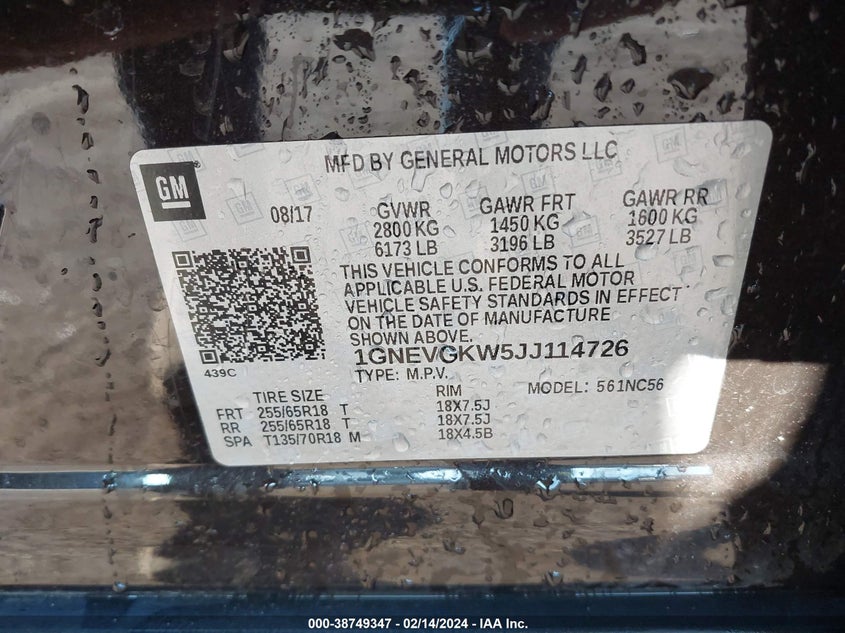 MFD BY GENERAL MOTORS LLC
GM
08/17
GVWR
2800 KG
6173 LB
GAWR FRT
1450 KG
3196 LB
GAWR RR
1600 KG
3527 LB
THIS VEHICLE CONFORMS TO ALL
APPLICABLE U.S. FEDERAL MOTOR
VEHICLE SAFETY STANDARDS IN EFFECT
ON THE DATE OF MANUFACTURE
SHOWN ABOVE.
439C
1GNEVGKW5JJ114726
TYPE: M.P.V.
MODEL: 561NC56
TIRE SIZE
RIM
FRT 255/65R18 T 18X7.5J
RR 255/65R18 T 18X7.5J
SPA T135/70R18 M 18X4.5B
000-38749347 - 02/14/2024 - IAA Inc.